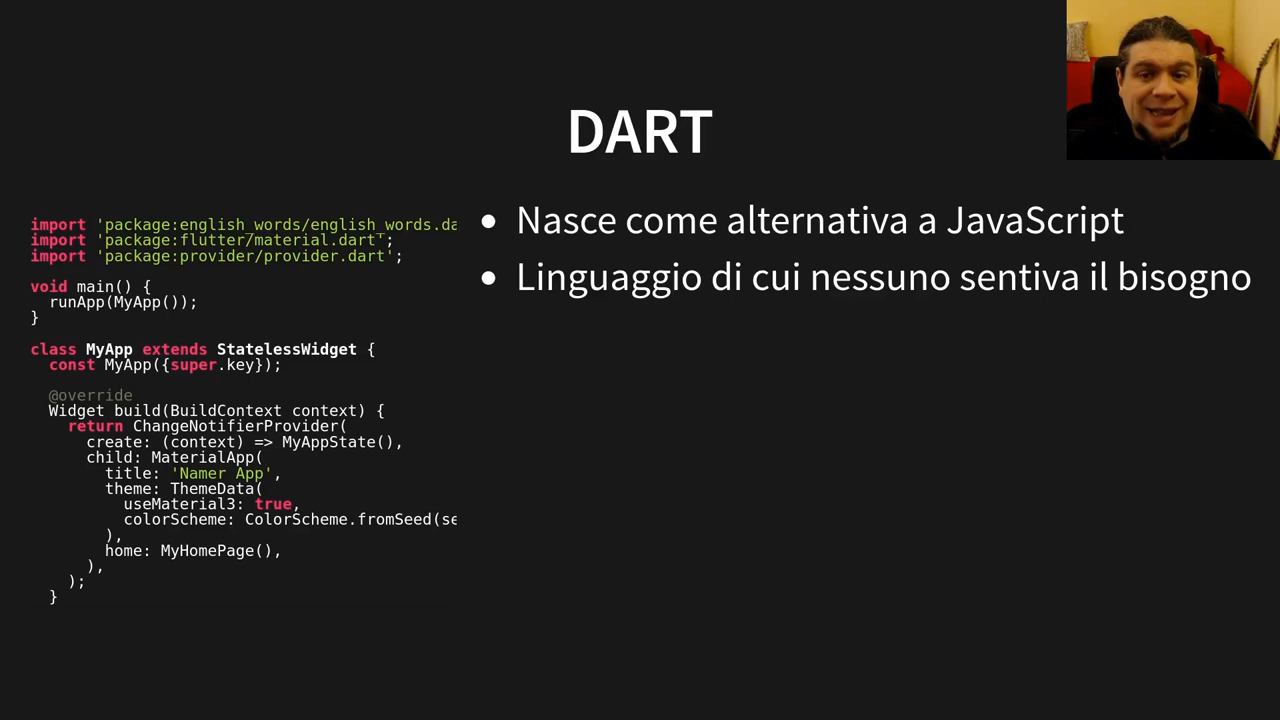 DART
import 'package:english_words/english_words.da
import 'package:flutter/material.dart';
import 'package:provider/provider.dart';
void main() {
  runApp(MyApp());
}
class MyApp extends StatelessWidget {
  const MyApp({super.key});
  @override
  Widget build(BuildContext context) {
    return ChangeNotifierProvider(
      create: (context) => MyAppState(),
      child: MaterialApp(
        title: 'Namer App',
        theme: ThemeData(
          useMaterial3: true,
          colorScheme: ColorScheme.fromSeed(se
        ),
        home: MyHomePage(),
      ),
    );
  }
• Nasce come alternativa a JavaScript
• Linguaggio di cui nessuno sentiva il bisogno